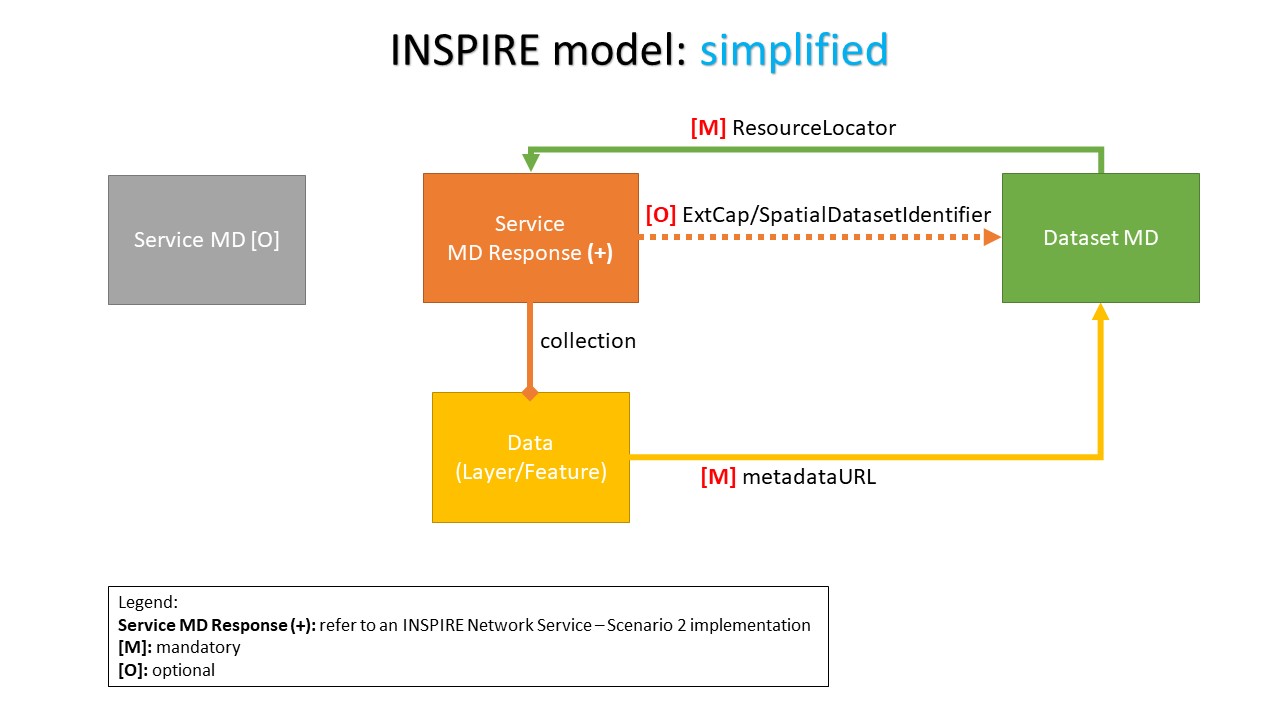 INSPIRE model: simplified
[M] ResourceLocator
Service MD [O]
Service
MD Response (+)
[O] ExtCap/SpatialDatasetIdentifier
Dataset MD
collection
Data
(Layer/Feature)
[M] metadataURL
Legend:
Service MD Response (+): refer to an INSPIRE Network Service – Scenario 2 implementation
[M]: mandatory
[O]: optional